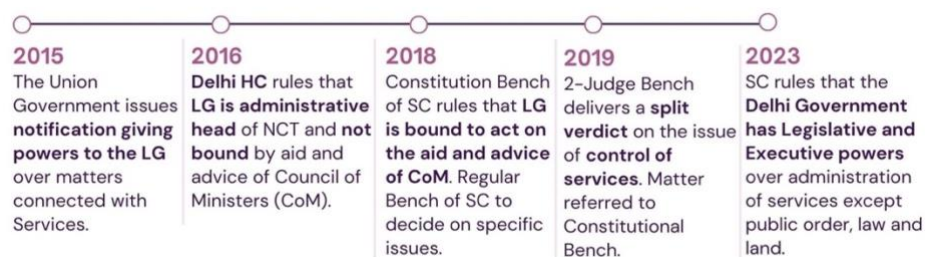 2015
The Union
Government issues
notification giving
powers to the LG
over matters
connected with
Services.
2016
Delhi HC rules that
LG is administrative
head of NCT and not
bound by aid and
advice of Council of
Ministers (CoM).
2018
Constitution Bench
of SC rules that LG
is bound to act on
the aid and advice
of CoM. Regular
Bench of SC to
decide on specific
issues.
2019
2-Judge Bench
delivers a split
verdict on the issue
of control of
services. Matter
referred to
Constitutional
Bench.
2023
SC rules that the
Delhi Government
has Legislative and
Executive powers
over administration
of services except
public order, law and
land.